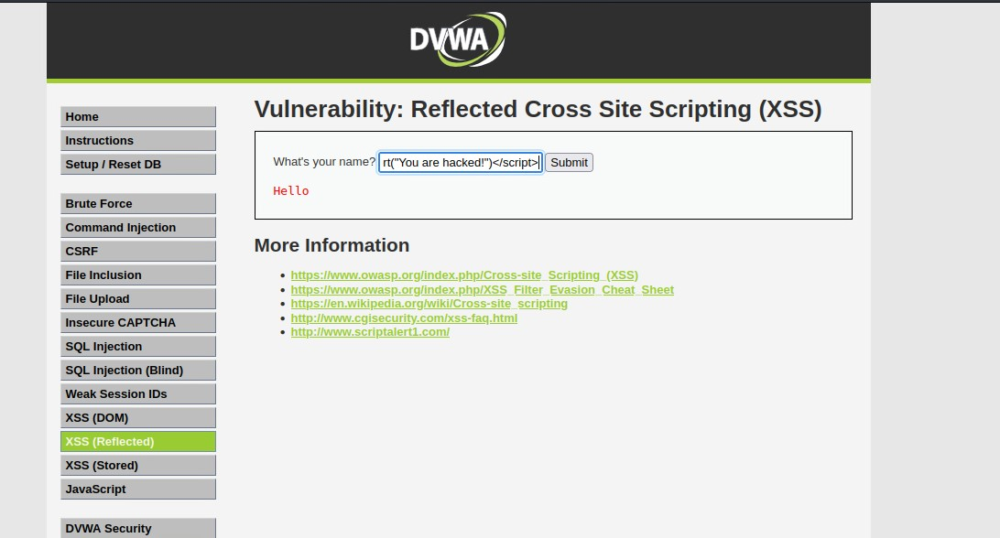 DVWA
Vulnerability: Reflected Cross Site Scripting (XSS)
Home
Instructions
Setup / Reset DB
Brute Force
Command Injection
CSRF
File Inclusion
File Upload
Insecure CAPTCHA
SQL Injection
SQL Injection (Blind)
Weak Session IDs
XSS (DOM)
XSS (Reflected)
XSS (Stored)
JavaScript
DVWA Security
What's your name? rt("You are hacked!")</script> Submit
Hello
More Information
• https://www.owasp.org/index.php/Cross-site_Scripting_(XSS)
• https://www.owasp.org/index.php/XSS_Filter_Evasion_Cheat_Sheet
• https://en.wikipedia.org/wiki/Cross-site_scripting
• http://www.cgisecurity.com/xss-faq.html
• http://www.scriptalert1.com/